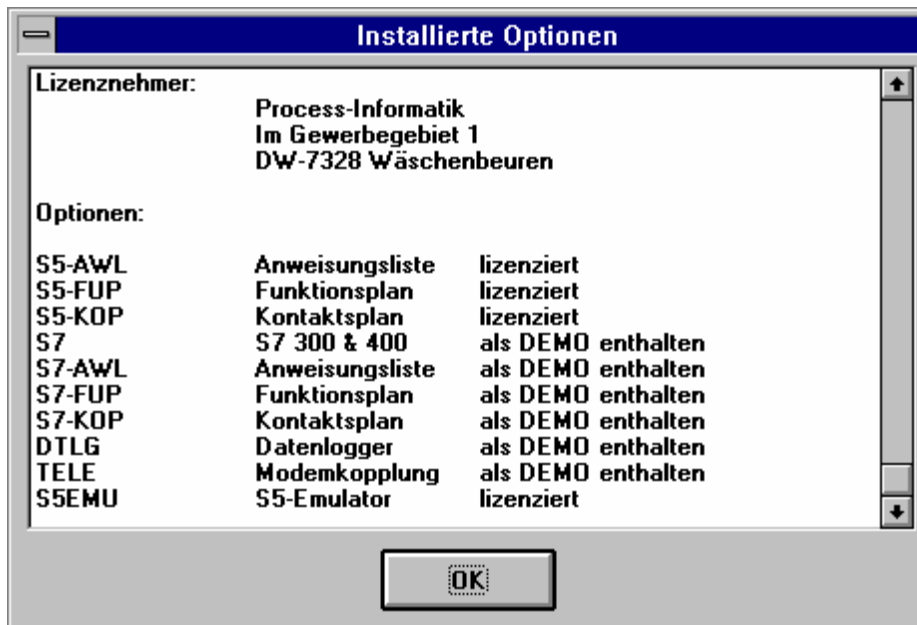 Installierte Optionen
Lizenznehmer:
Process-Informatik
Im Gewerbegebiet 1
DW-7328 Wäschenbeuren
Optionen:
S5-AWL Anweisungsliste lizenziert
S5-FUP Funktionsplan lizenziert
S5-KOP Kontaktsplan lizenziert
S7 S7 300 & 400 als DEMO enthalten
S7-AWL Anweisungsliste als DEMO enthalten
S7-FUP Funktionsplan als DEMO enthalten
S7-KOP Kontaktsplan als DEMO enthalten
DTLG Datenlogger als DEMO enthalten
TELE Modemkopplung als DEMO enthalten
S5EMU S5-Emulator lizenziert
OK